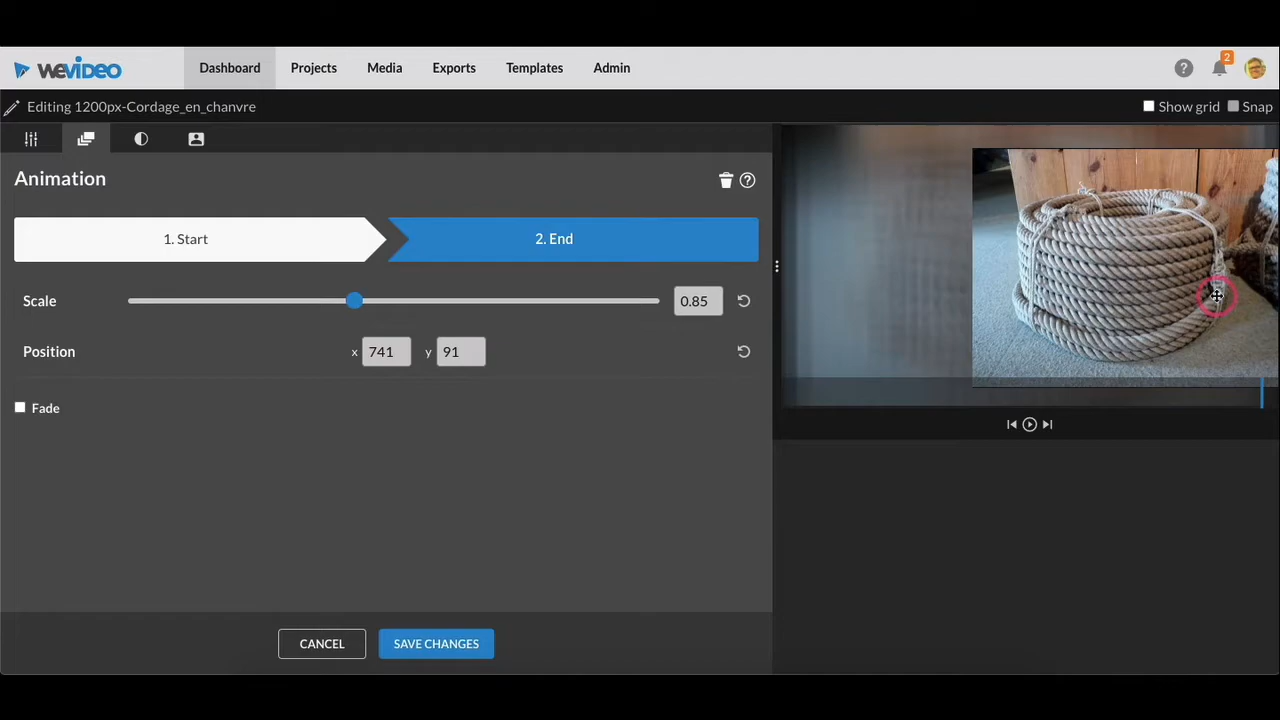 WEVIDEO
Dashboard
Projects
Media
Exports
Templates
Admin
?
2
Editing 1200px-Cordage_en_chanvre
Show grid
Snap
Animation
?
1. Start
2. End
Scale
0.85
Position
x 741 y 91
Fade
CANCEL
SAVE CHANGES